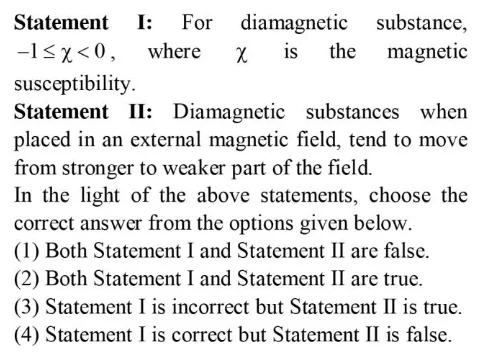 Statement I: For diamagnetic substance,
−1 ≤ χ < 0, where χ is the magnetic
susceptibility.
Statement II: Diamagnetic substances when
placed in an external magnetic field, tend to move
from stronger to weaker part of the field.
In the light of the above statements, choose the
correct answer from the options given below.
(1) Both Statement I and Statement II are false.
(2) Both Statement I and Statement II are true.
(3) Statement I is incorrect but Statement II is true.
(4) Statement I is correct but Statement II is false.